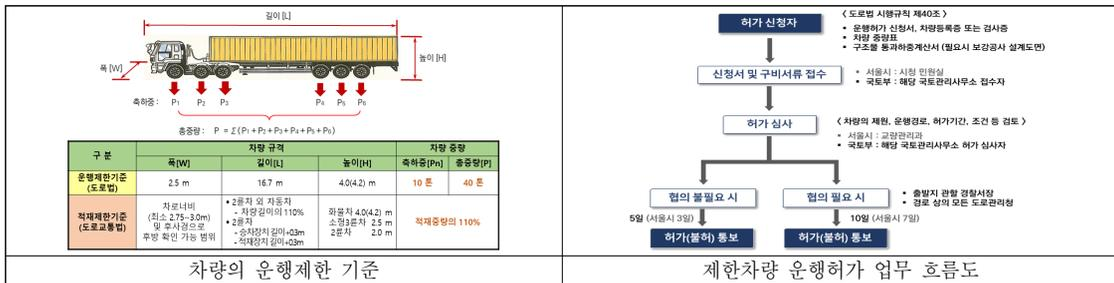 길이 [L]
폭 [W]
높이 [H]
축하중 : P₁ P₂ P₃ P₄ P₅ P₆
총중량 : P = Σ(P₁+P₂+P₃+P₄+P₅+P₆)
구 분 차량 규격 차량 중량
폭[W] 길이[L] 높이[H] 축하중[Pn] 총중량[P]
운행제한기준
(도로법)
2.5 m 16.7 m 4.0(4.2) m 10 톤 40 톤
적재제한기준
(도로교통법)
차로너비
(최소 2.75~3.0m)
및 후사경으로
후방 확인 가능 범위
• 2륜차 외 자동차
- 차량길이의 110%
• 2륜차
- 승차장치 길이+0.3m
- 적재장치 길이+0.3m
화물차 4.0(4.2) m
소형3륜차 2.5 m
2륜차 2.0 m
적재중량의 110%
차량의 운행제한 기준
허가 신청자
< 도로법 시행규칙 제40조 >
▪ 운행허가 신청서, 차량등록증 또는 검사증
▪ 차량 중량표
▪ 구조물 통과하중계산서 (필요시 보강공사 설계도면)
신청서 및 구비서류 접수
▪ 서울시 : 시청 민원실
▪ 국토부 : 해당 국토관리사무소 접수자
허가 심사
< 차량의 제원, 운행경로, 허가기간, 조건 등 검토 >
▪ 서울시 : 교량관리과
▪ 국토부 : 해당 국토관리사무소 허가 심사자
협의 불필요 시
협의 필요 시
▪ 출발지 관할 경찰서장
▪ 경로 상의 모든 도로관리청
5일 (서울시 3일)
10일 (서울시 7일)
허가(불허) 통보
허가(불허) 통보
제한차량 운행허가 업무 흐름도